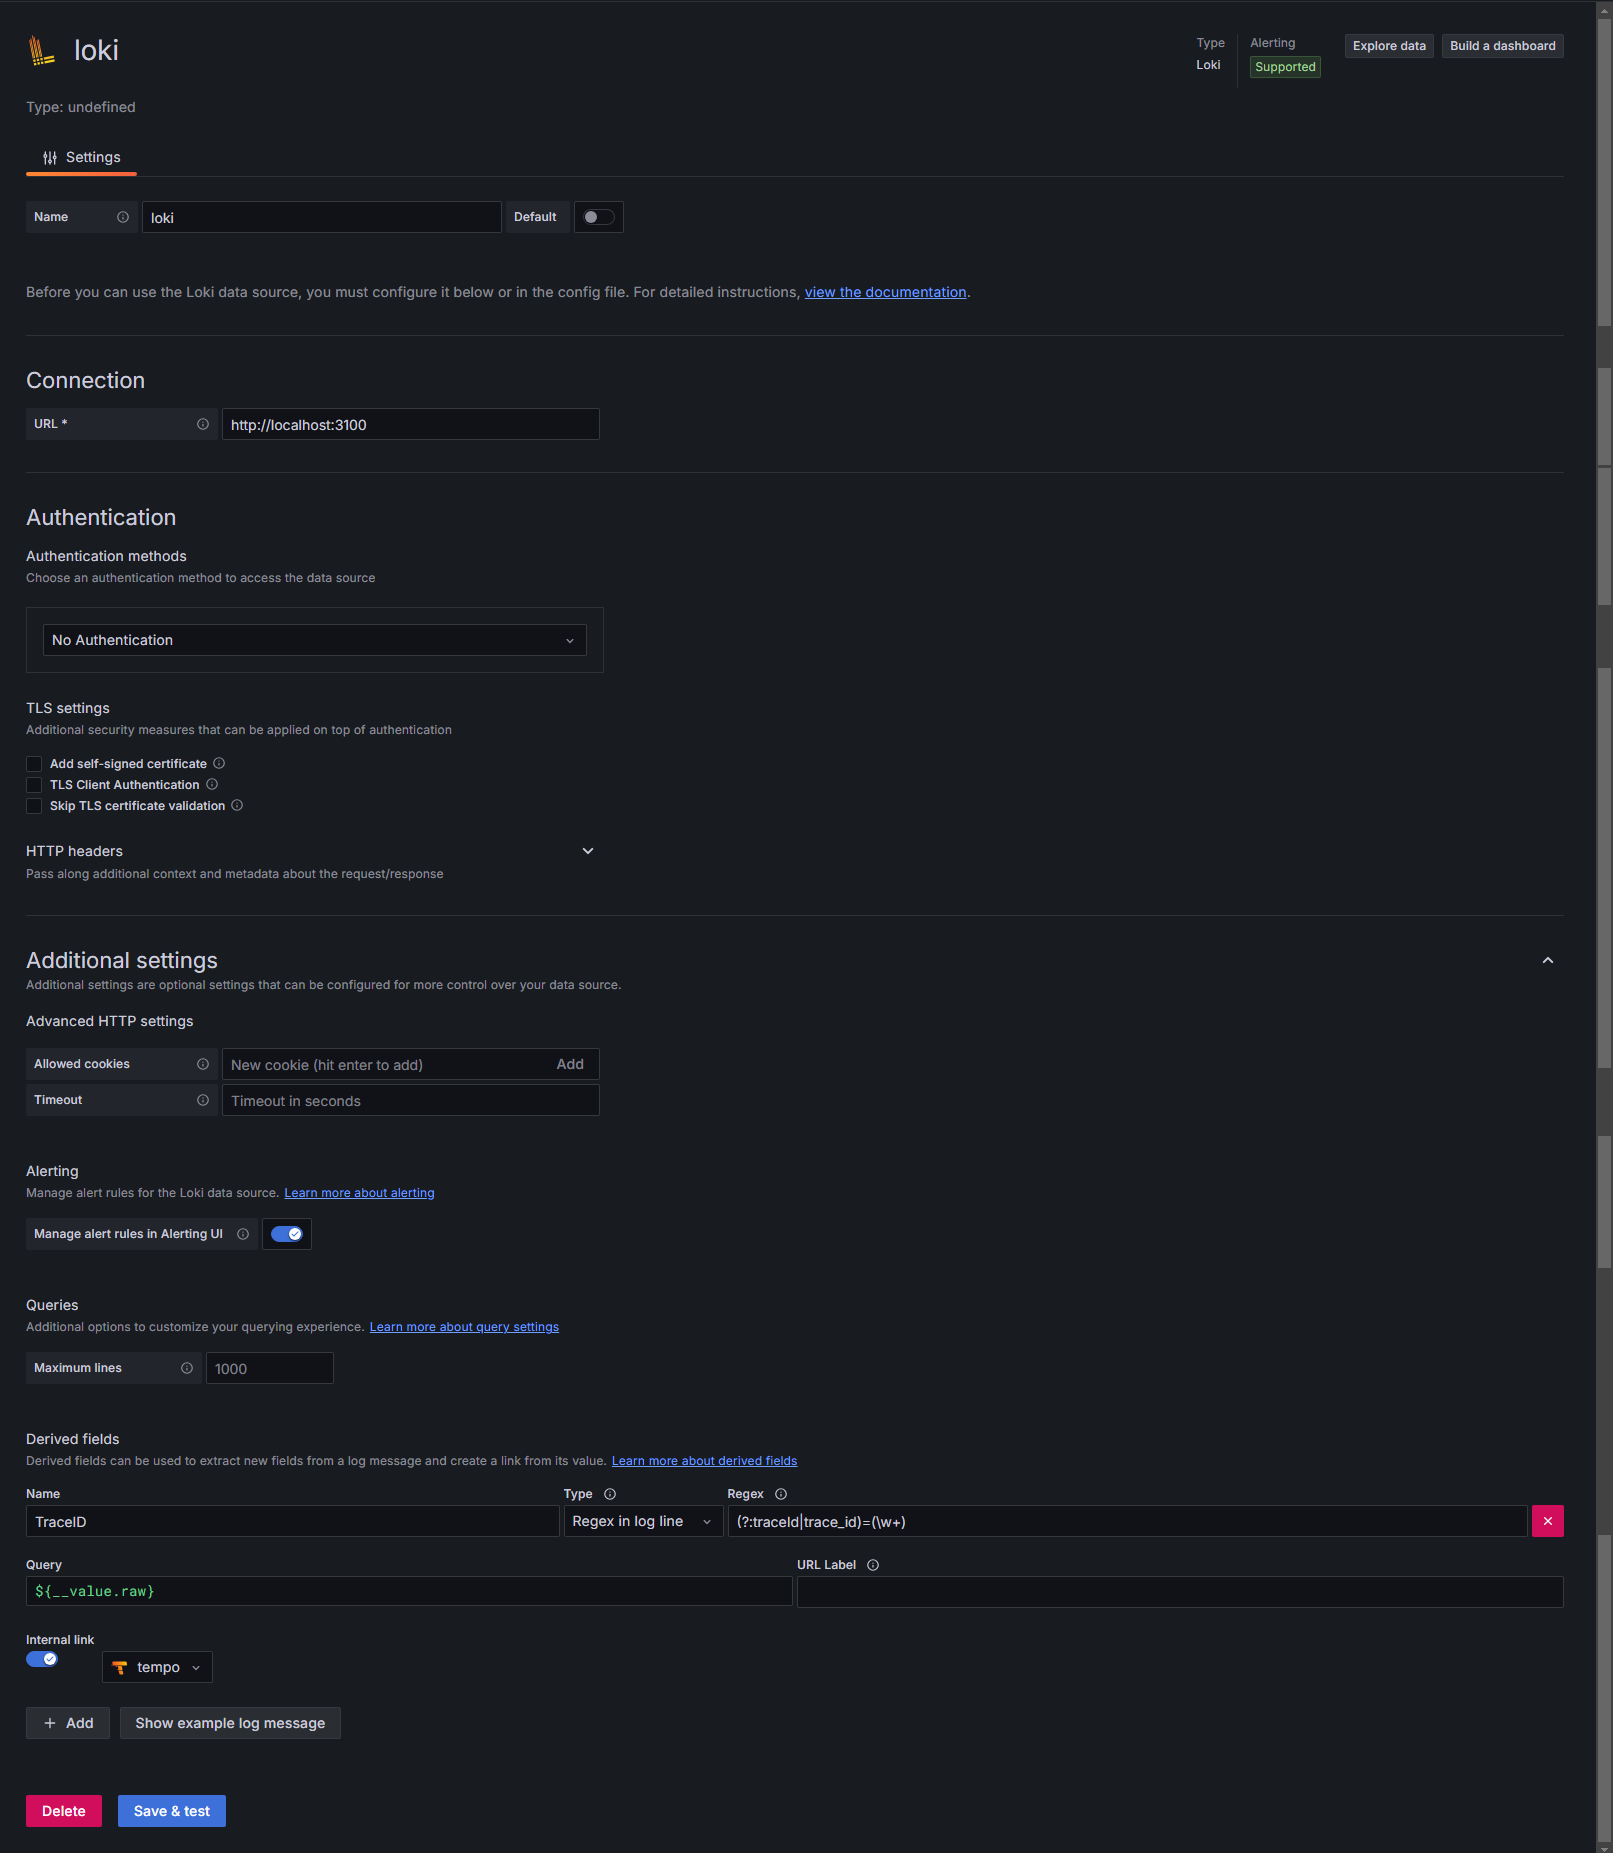 loki
Type
Loki
Alerting
Supported
Explore data
Build a dashboard
Type: undefined
Settings
Name
loki
Default
Before you can use the Loki data source, you must configure it below or in the config file. For detailed instructions, view the documentation.
Connection
URL *
http://localhost:3100
Authentication
Authentication methods
Choose an authentication method to access the data source
No Authentication
TLS settings
Additional security measures that can be applied on top of authentication
Add self-signed certificate
TLS Client Authentication
Skip TLS certificate validation
HTTP headers
Pass along additional context and metadata about the request/response
Additional settings
Additional settings are optional settings that can be configured for more control over your data source.
Advanced HTTP settings
Allowed cookies
New cookie (hit enter to add)
Add
Timeout
Timeout in seconds
Alerting
Manage alert rules for the Loki data source. Learn more about alerting
Manage alert rules in Alerting UI
Queries
Additional options to customize your querying experience. Learn more about query settings
Maximum lines
1000
Derived fields
Derived fields can be used to extract new fields from a log message and create a link from its value. Learn more about derived fields
Name
Type
Regex
TraceID
Regex in log line
(?:traceId|trace_id)=(\w+)
Query
URL Label
${__value.raw}
Internal link
tempo
+ Add
Show example log message
Delete
Save & test